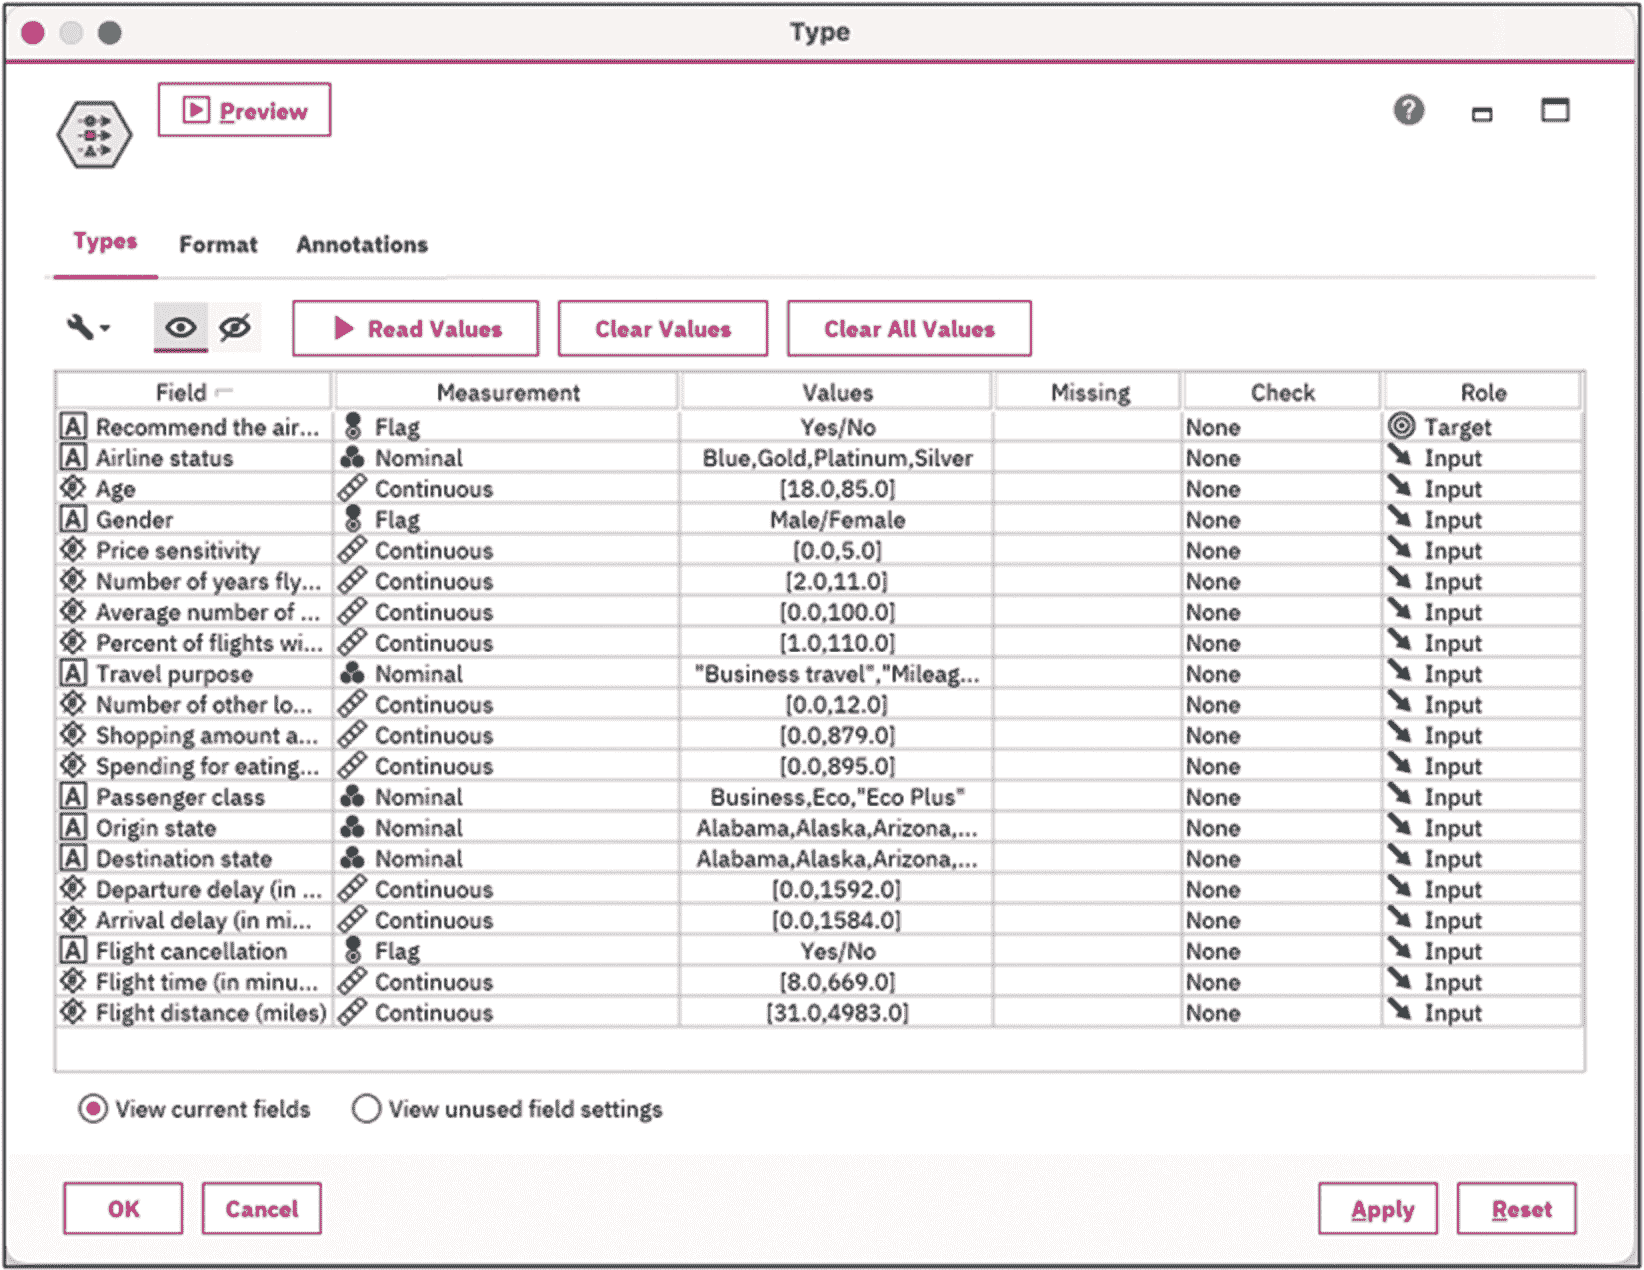 Type
Preview
Types Format Annotations
Read Values Clear Values Clear All Values
Field Measurement Values Missing Check Role
A Recommend the air... Flag Yes/No None Target
A Airline status Nominal Blue,Gold,Platinum,Silver None Input
Age Continuous [18.0,85.0] None Input
A Gender Flag Male/Female None Input
Price sensitivity Continuous [0.0,5.0] None Input
Number of years fly... Continuous [2.0,11.0] None Input
Average number of ... Continuous [0.0,100.0] None Input
Percent of flights wi... Continuous [1.0,110.0] None Input
A Travel purpose Nominal "Business travel","Mileag... None Input
Number of other lo... Continuous [0.0,12.0] None Input
Shopping amount a... Continuous [0.0,879.0] None Input
Spending for eating... Continuous [0.0,895.0] None Input
A Passenger class Nominal Business,Eco,"Eco Plus" None Input
A Origin state Nominal Alabama,Alaska,Arizona,... None Input
A Destination state Nominal Alabama,Alaska,Arizona,... None Input
Departure delay (in ... Continuous [0.0,1592.0] None Input
Arrival delay (in mi... Continuous [0.0,1584.0] None Input
A Flight cancellation Flag Yes/No None Input
Flight time (in minu... Continuous [8.0,669.0] None Input
Flight distance (miles) Continuous [31.0,4983.0] None Input
View current fields View unused field settings
OK Cancel Apply Reset